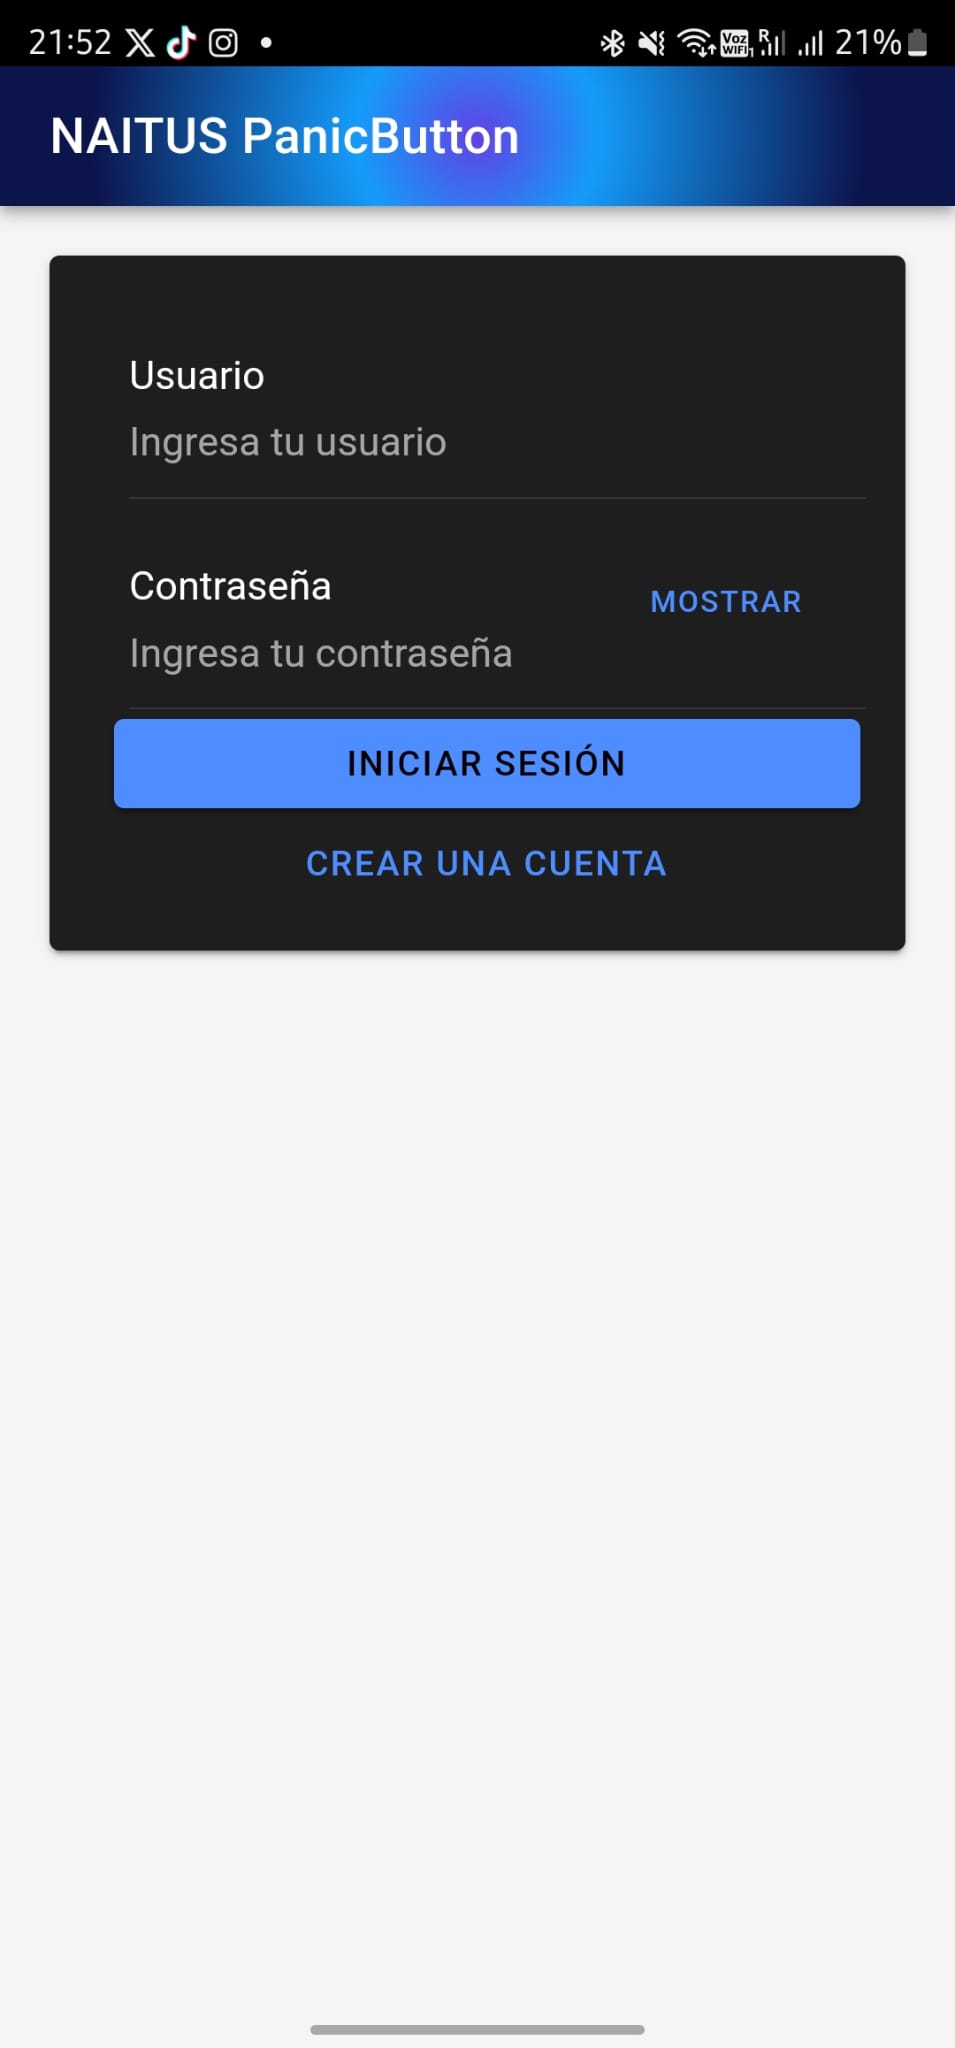 21:52
Voz WIFI 1 R 21%
NAITUS PanicButton
Usuario
Ingresa tu usuario
Contraseña
MOSTRAR
Ingresa tu contraseña
INICIAR SESIÓN
CREAR UNA CUENTA